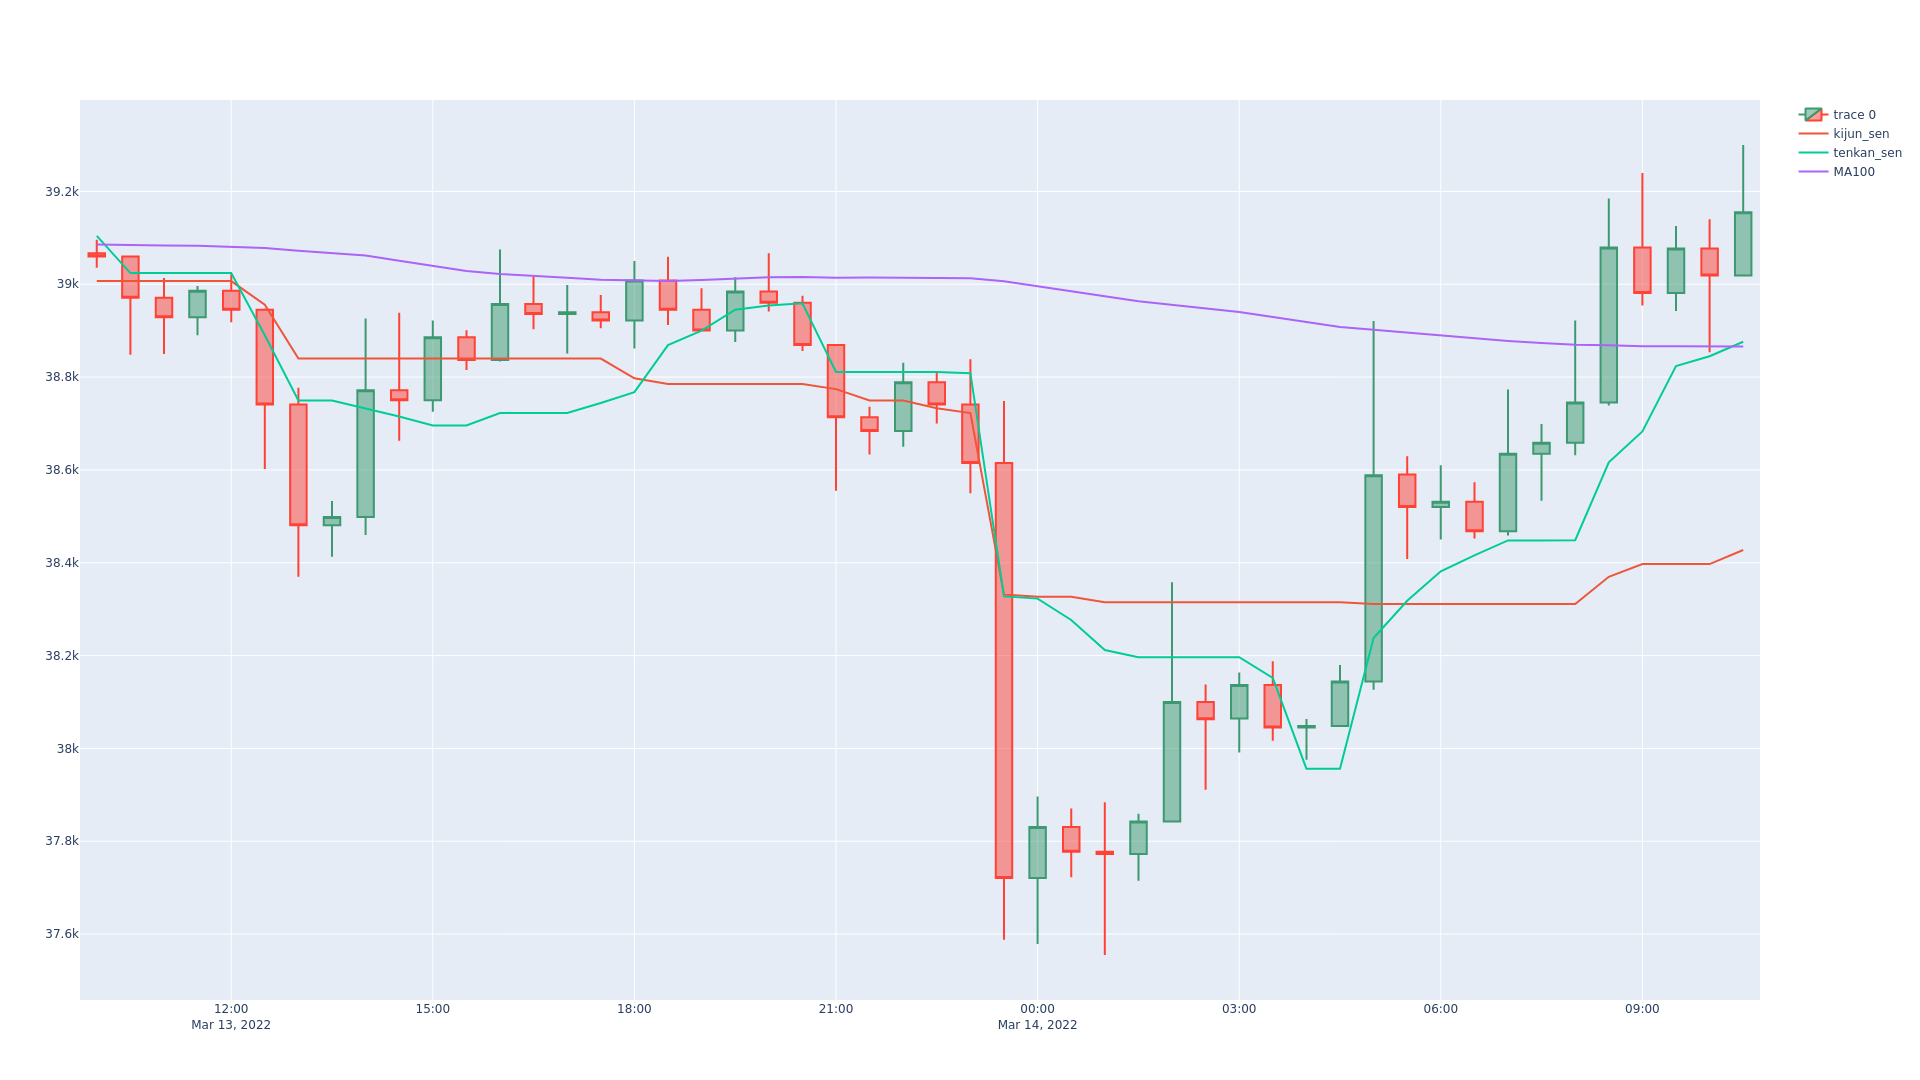 trace 0
kijun_sen
tenkan_sen
MA100
39.2k
39k
38.8k
38.6k
38.4k
38.2k
38k
37.8k
37.6k
12:00 15:00 18:00 21:00 00:00 03:00 06:00 09:00
Mar 13, 2022 Mar 14, 2022